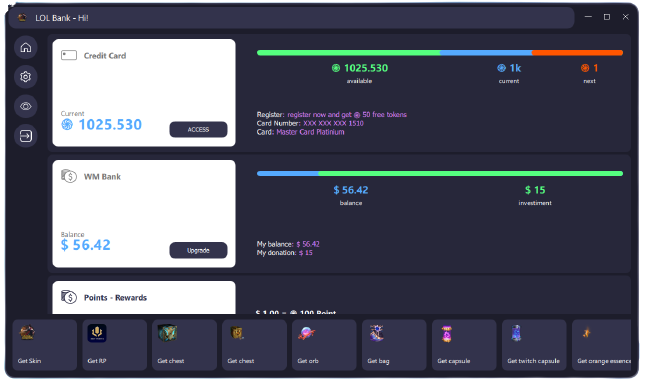 LOL Bank - Hi!
Credit Card
1025.530
available
1k
current
1
next
Current
1025.530
ACCESS
Register: register now and get 50 free tokens
Card Number: XXX XXX XXX 1510
Card: Master Card Platinium
WM Bank
$ 56.42
balance
$ 15
investiment
Balance
$ 56.42
Upgrade
My balance: $ 56.42
My donation: $ 15
Points - Rewards
$ 1.00 = 100 Point
Get Skin
Get RP
Get chest
Get chest
Get orb
Get bag
Get capsule
Get twitch capsule
Get orange essence